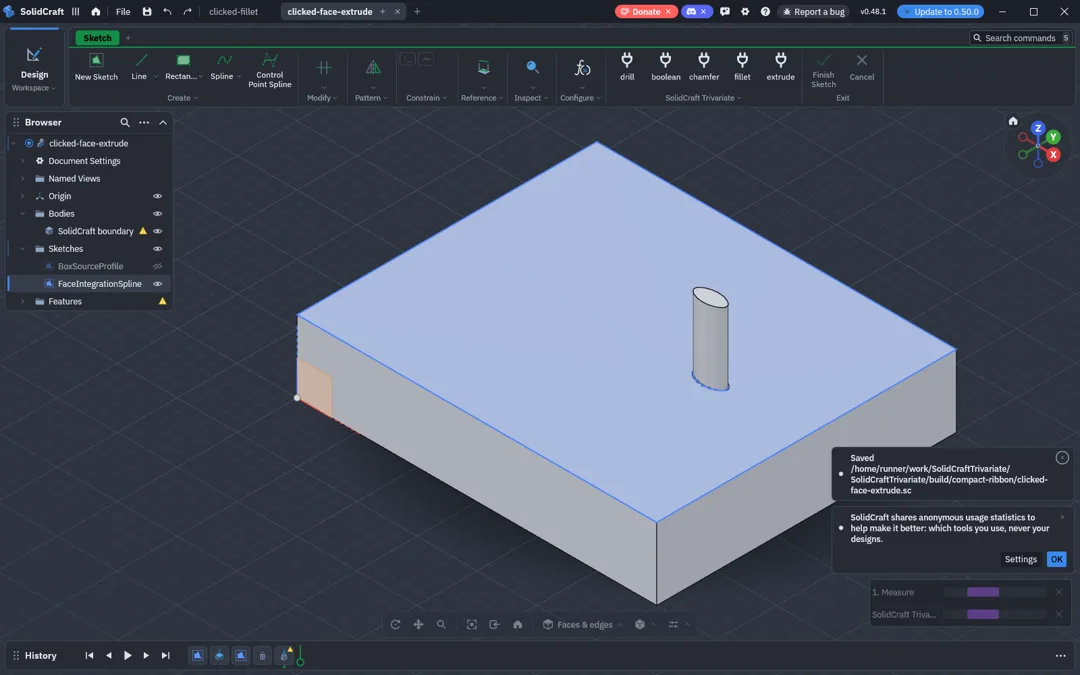 SolidCraft
File
clicked-fillet
clicked-face-extrude
Donate
Report a bug
v0.48.1
Update to 0.50.0
Sketch
Search commands
S
Design
Workspace
New Sketch
Line
Rectan...
Spline
Control
Point Spline
Create
Modify
Pattern
Constrain
Reference
Inspect
Configure
drill
boolean
chamfer
fillet
extrude
SolidCraft Trivariate
Finish
Sketch
Cancel
Exit
Browser
clicked-face-extrude
Document Settings
Named Views
Origin
Bodies
SolidCraft boundary
Sketches
BoxSourceProfile
FaceIntegrationSpline
Features
Z
Y
X
Saved
/home/runner/work/SolidCraftTrivariate/
SolidCraftTrivariate/build/compact-ribbon/clicked-
face-extrude.sc
SolidCraft shares anonymous usage statistics to
help make it better: which tools you use, never your
designs.
Settings
OK
1. Measure
SolidCraft Triva...
Faces & edges
History